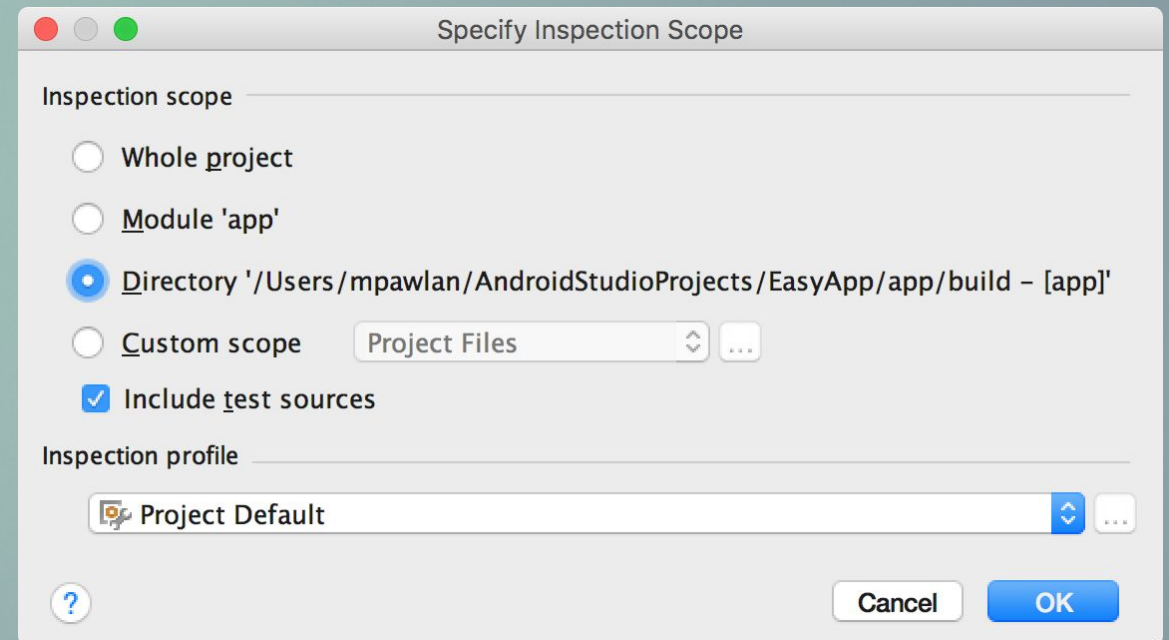 Specify Inspection Scope
Inspection scope
Whole project
Module 'app'
Directory '/Users/mpawlan/AndroidStudioProjects/EasyApp/app/build – [app]'
Custom scope Project Files ...
Include test sources
Inspection profile
Project Default ...
? Cancel OK